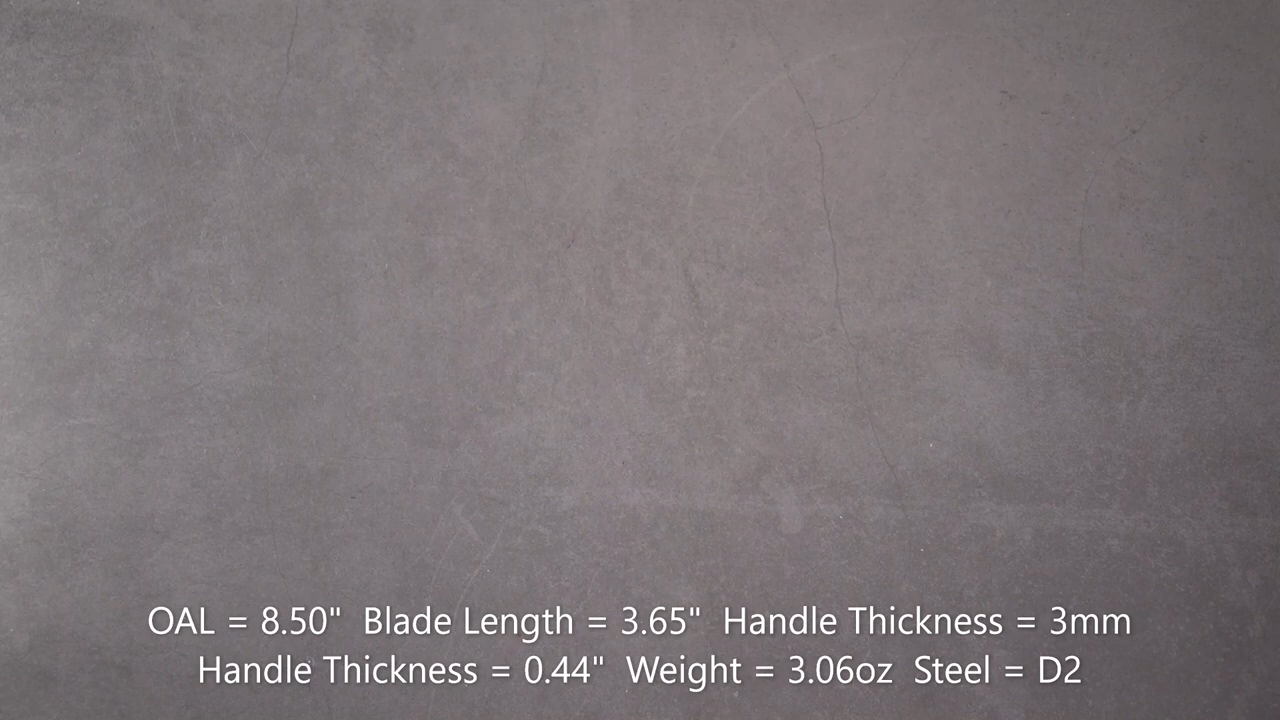 OAL = 8.50"  Blade Length = 3.65"  Handle Thickness = 3mm
Handle Thickness = 0.44"  Weight = 3.06oz  Steel = D2